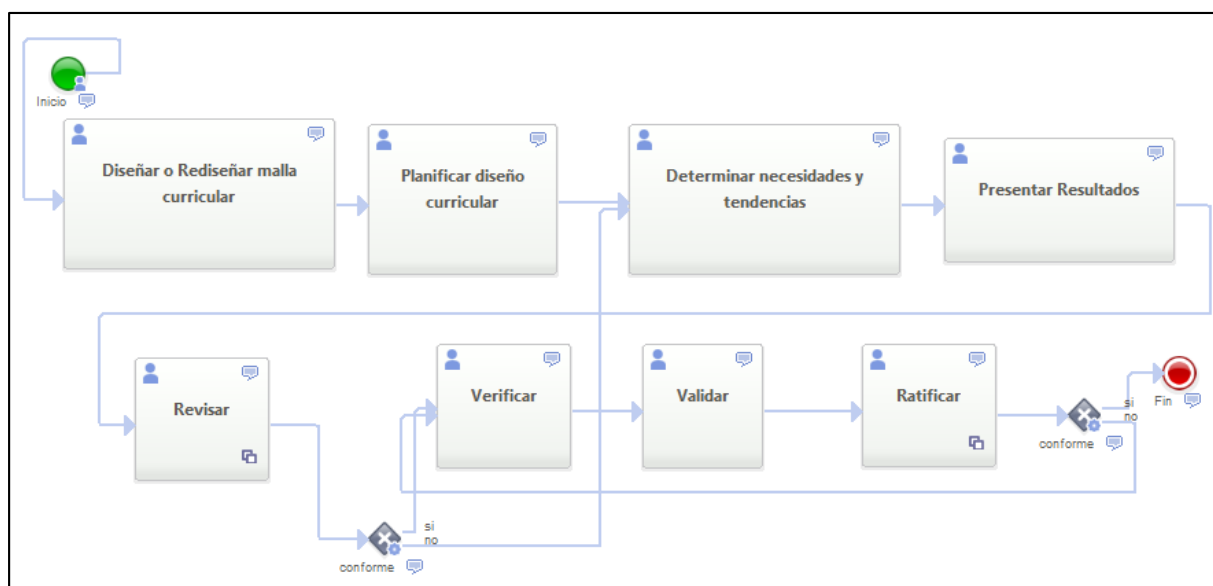 Inicio
Diseñar o Rediseñar malla
curricular
Planificar diseño
curricular
Determinar necesidades y
tendencias
Presentar Resultados
Revisar
Verificar
Validar
Ratificar
si
no
Fin
conforme
si
no
conforme